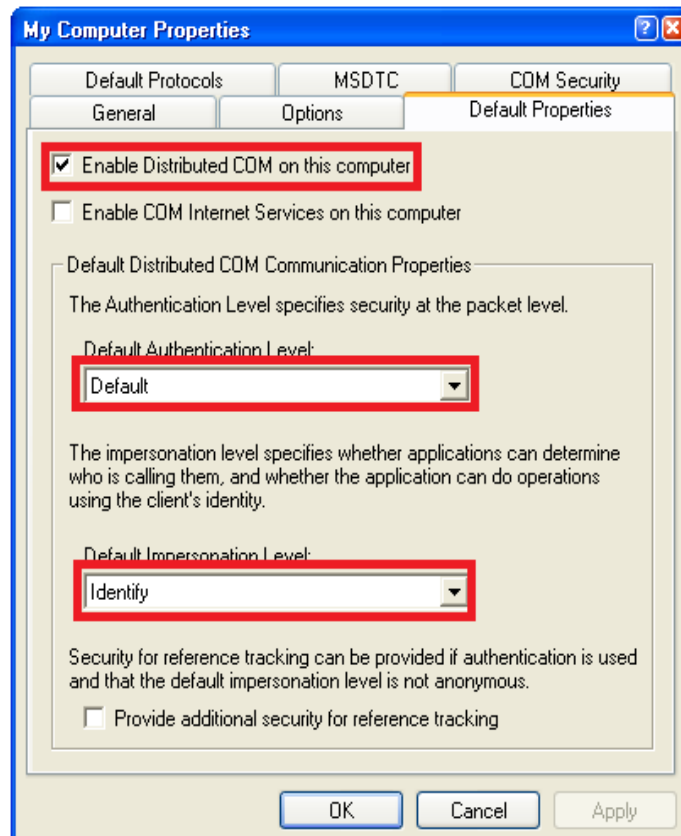 My Computer Properties
Default Protocols MSDTC COM Security
General Options Default Properties
Enable Distributed COM on this computer
Enable COM Internet Services on this computer
Default Distributed COM Communication Properties
The Authentication Level specifies security at the packet level.
Default Authentication Level:
Default
The impersonation level specifies whether applications can determine
who is calling them, and whether the application can do operations
using the client's identity.
Default Impersonation Level:
Identify
Security for reference tracking can be provided if authentication is used
and that the default impersonation level is not anonymous.
Provide additional security for reference tracking
OK Cancel Apply